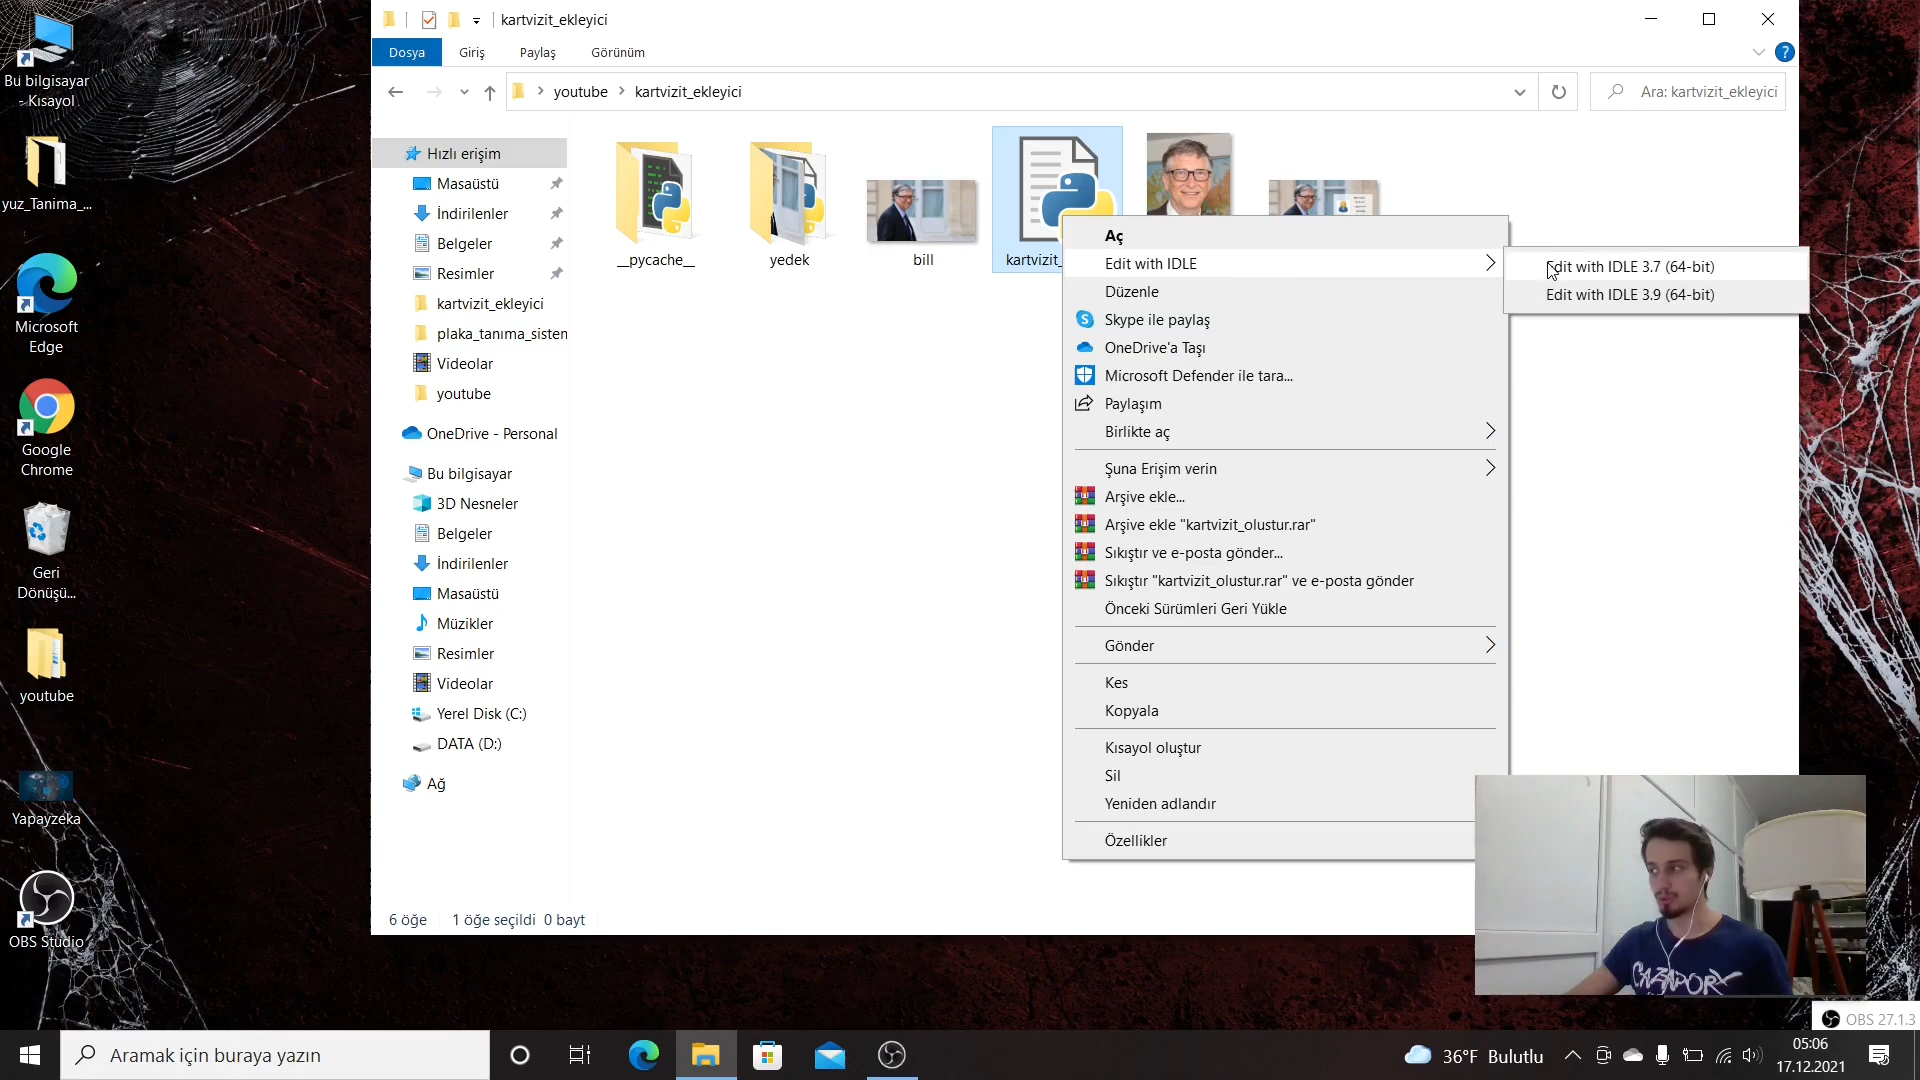 Bu bilgisayar
- Kısayol
yuz_Tanima_...
Microsoft
Edge
Google
Chrome
Geri
Dönüşü...
youtube
Yapayzeka
OBS Studio
kartvizit_ekleyici
Dosya
Giriş
Paylaş
Görünüm
youtube
kartvizit_ekleyici
Ara: kartvizit_ekleyici
Hızlı erişim
Masaüstü
İndirilenler
Belgeler
Resimler
kartvizit_ekleyici
plaka_tanıma_sisten
Videolar
youtube
OneDrive - Personal
Bu bilgisayar
3D Nesneler
Belgeler
İndirilenler
Masaüstü
Müzikler
Resimler
Videolar
Yerel Disk (C:)
DATA (D:)
Ağ
__pycache__
yedek
bill
kartvizit_
Aç
Edit with IDLE
Düzenle
Skype ile paylaş
OneDrive'a Taşı
Microsoft Defender ile tara...
Paylaşım
Birlikte aç
Şuna Erişim verin
Arşive ekle...
Arşive ekle "kartvizit_olustur.rar"
Sıkıştır ve e-posta gönder...
Sıkıştır "kartvizit_olustur.rar" ve e-posta gönder
Önceki Sürümleri Geri Yükle
Gönder
Kes
Kopyala
Kısayol oluştur
Sil
Yeniden adlandır
Özellikler
Edit with IDLE 3.7 (64-bit)
Edit with IDLE 3.9 (64-bit)
6 öğe
1 öğe seçildi 0 bayt
CAZAPORY
OBS 27.1.3
Aramak için buraya yazın
36°F Bulutlu
05:06
17.12.2021